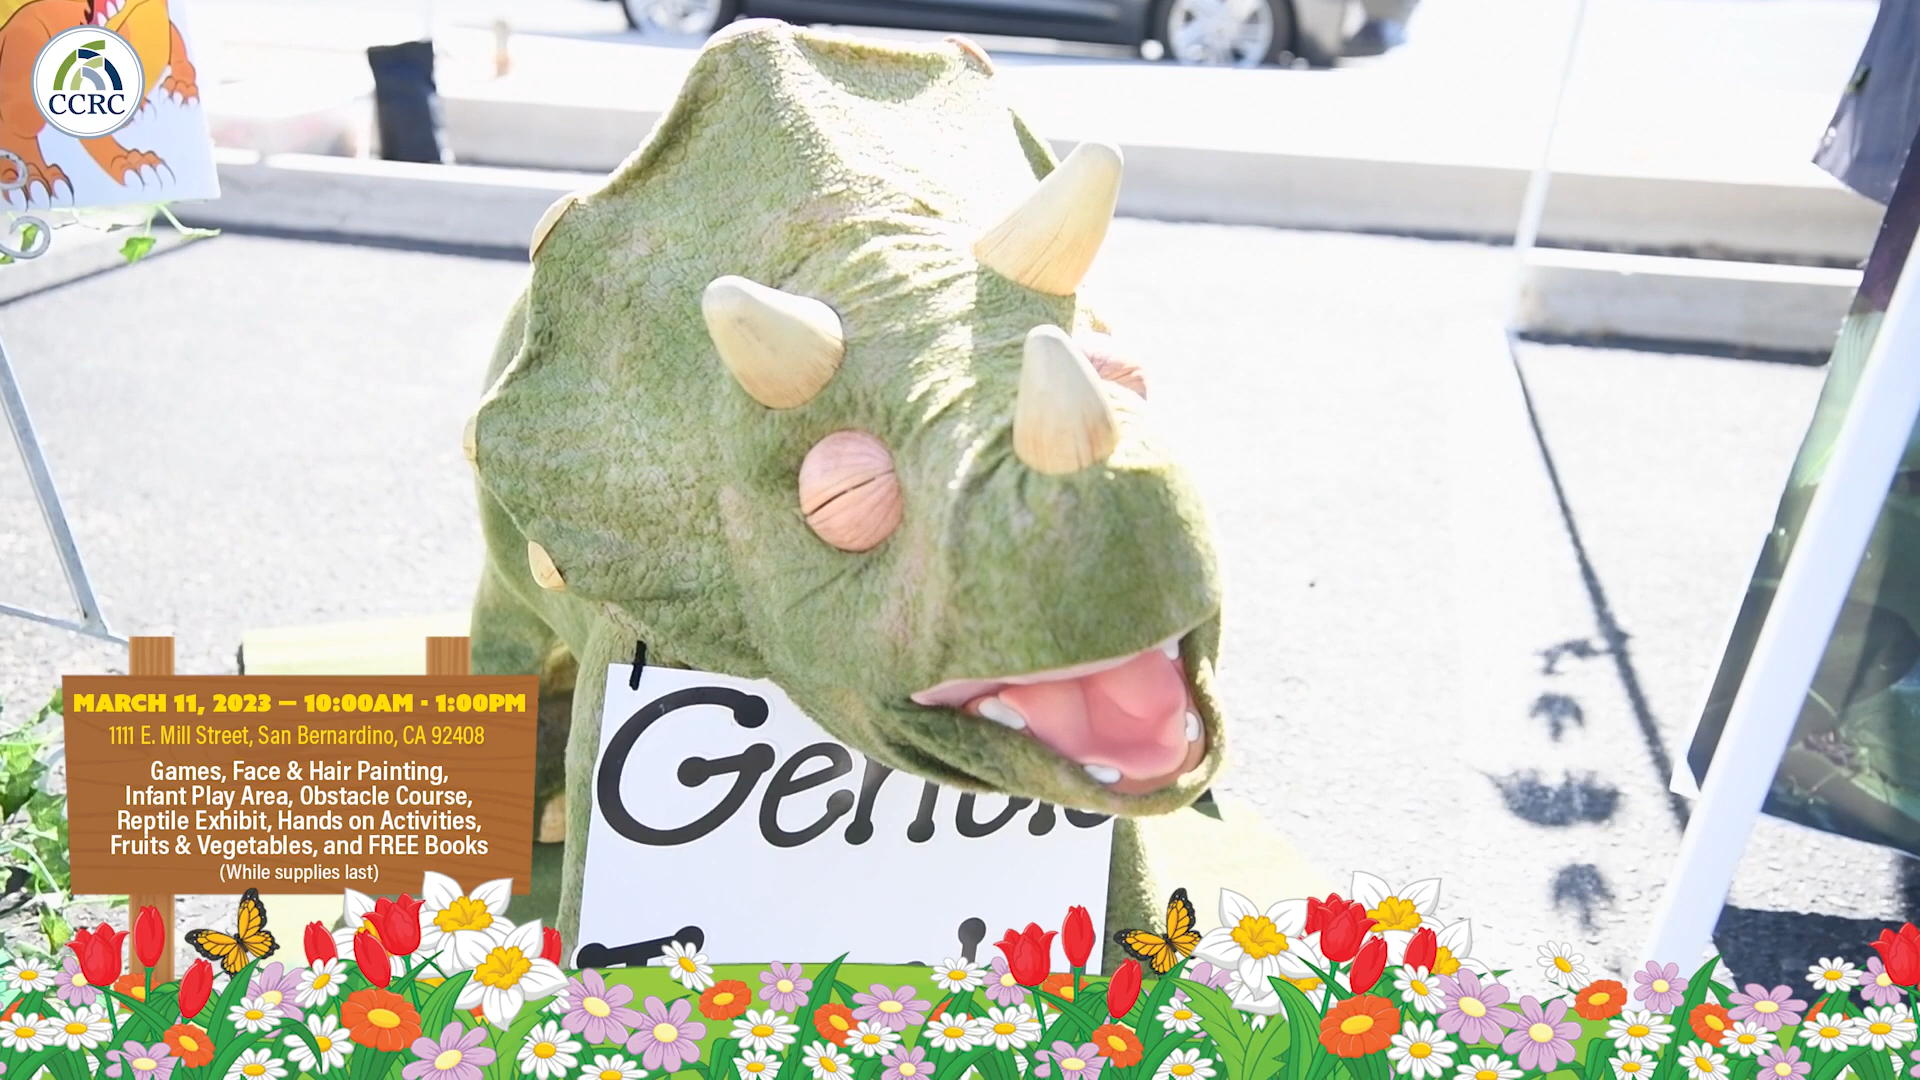 CCRC
MARCH 11, 2023 — 10:00AM - 1:00PM
1111 E. Mill Street, San Bernardino, CA 92408
Games, Face & Hair Painting,
Infant Play Area, Obstacle Course,
Reptile Exhibit, Hands on Activities,
Fruits & Vegetables, and FREE Books
(While supplies last)